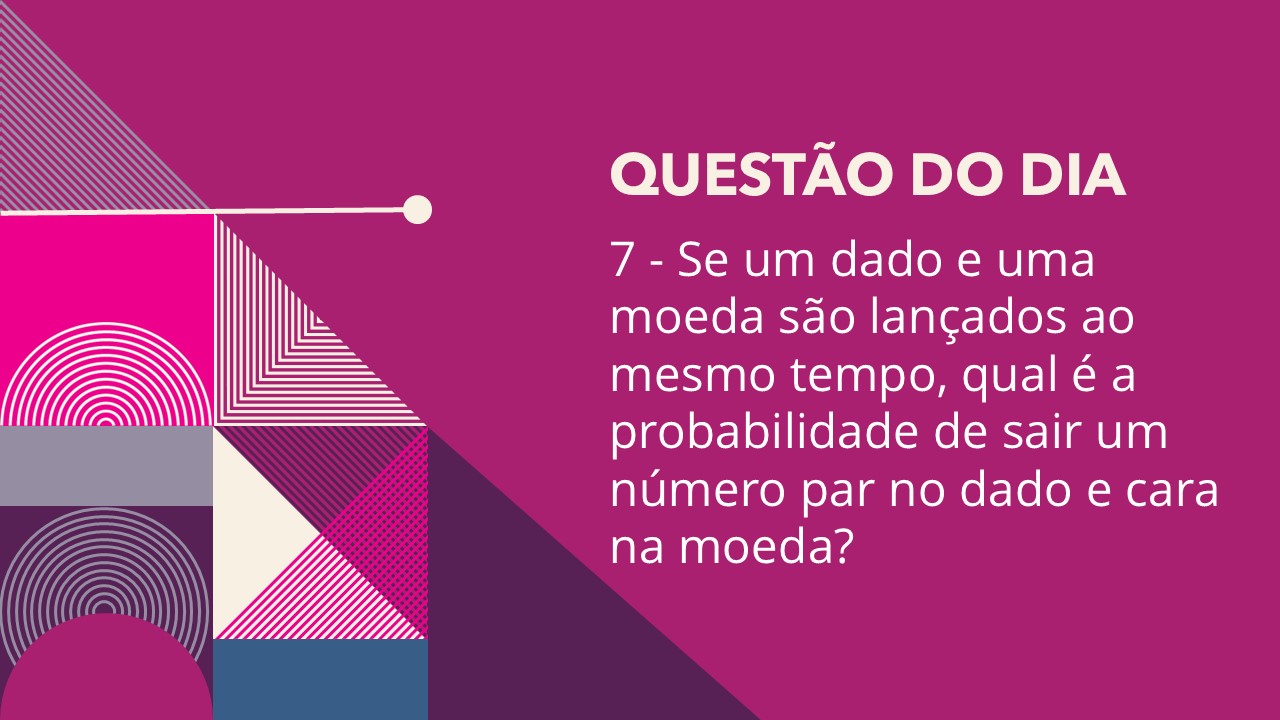 QUESTÃO DO DIA
7 - Se um dado e uma
moeda são lançados ao
mesmo tempo, qual é a
probabilidade de sair um
número par no dado e cara
na moeda?